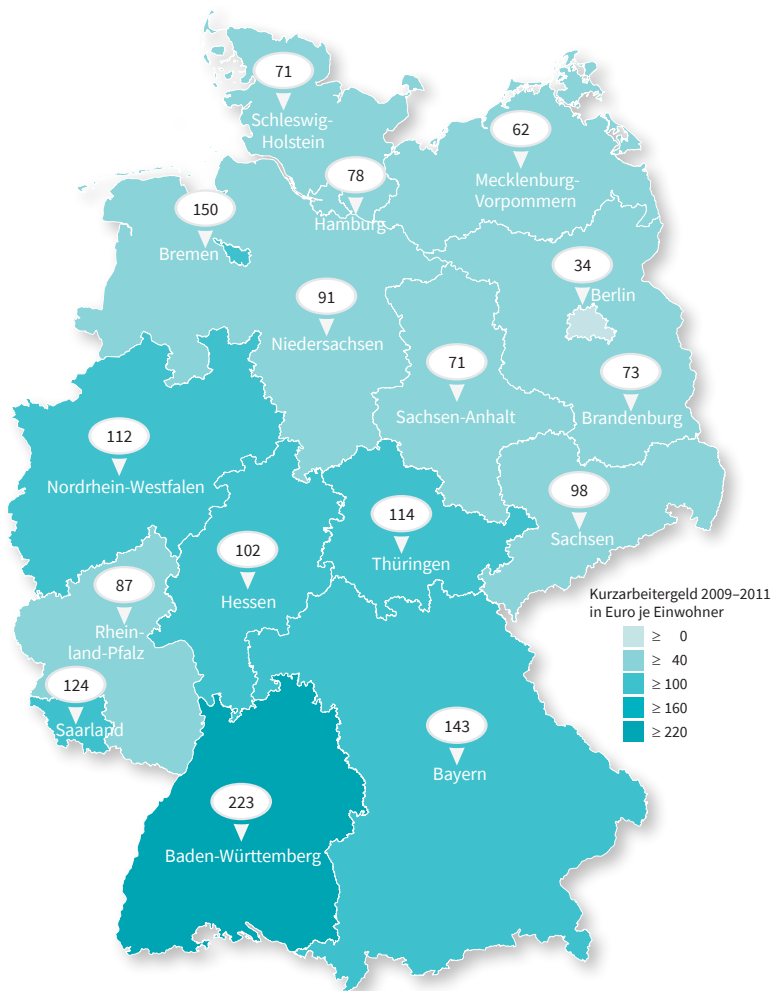 71
Schleswig-
Holstein
62
Mecklenburg-
Vorpommern
78
Hamburg
150
Bremen
34
Berlin
91
Niedersachsen
71
Sachsen-Anhalt
73
Brandenburg
112
Nordrhein-Westfalen
98
Sachsen
114
Thüringen
102
Hessen
87
Rhein-
land-Pfalz
124
Saarland
143
Bayern
223
Baden-Württemberg
Kurzarbeitergeld 2009–2011
in Euro je Einwohner
≥ 0
≥ 40
≥ 100
≥ 160
≥ 220